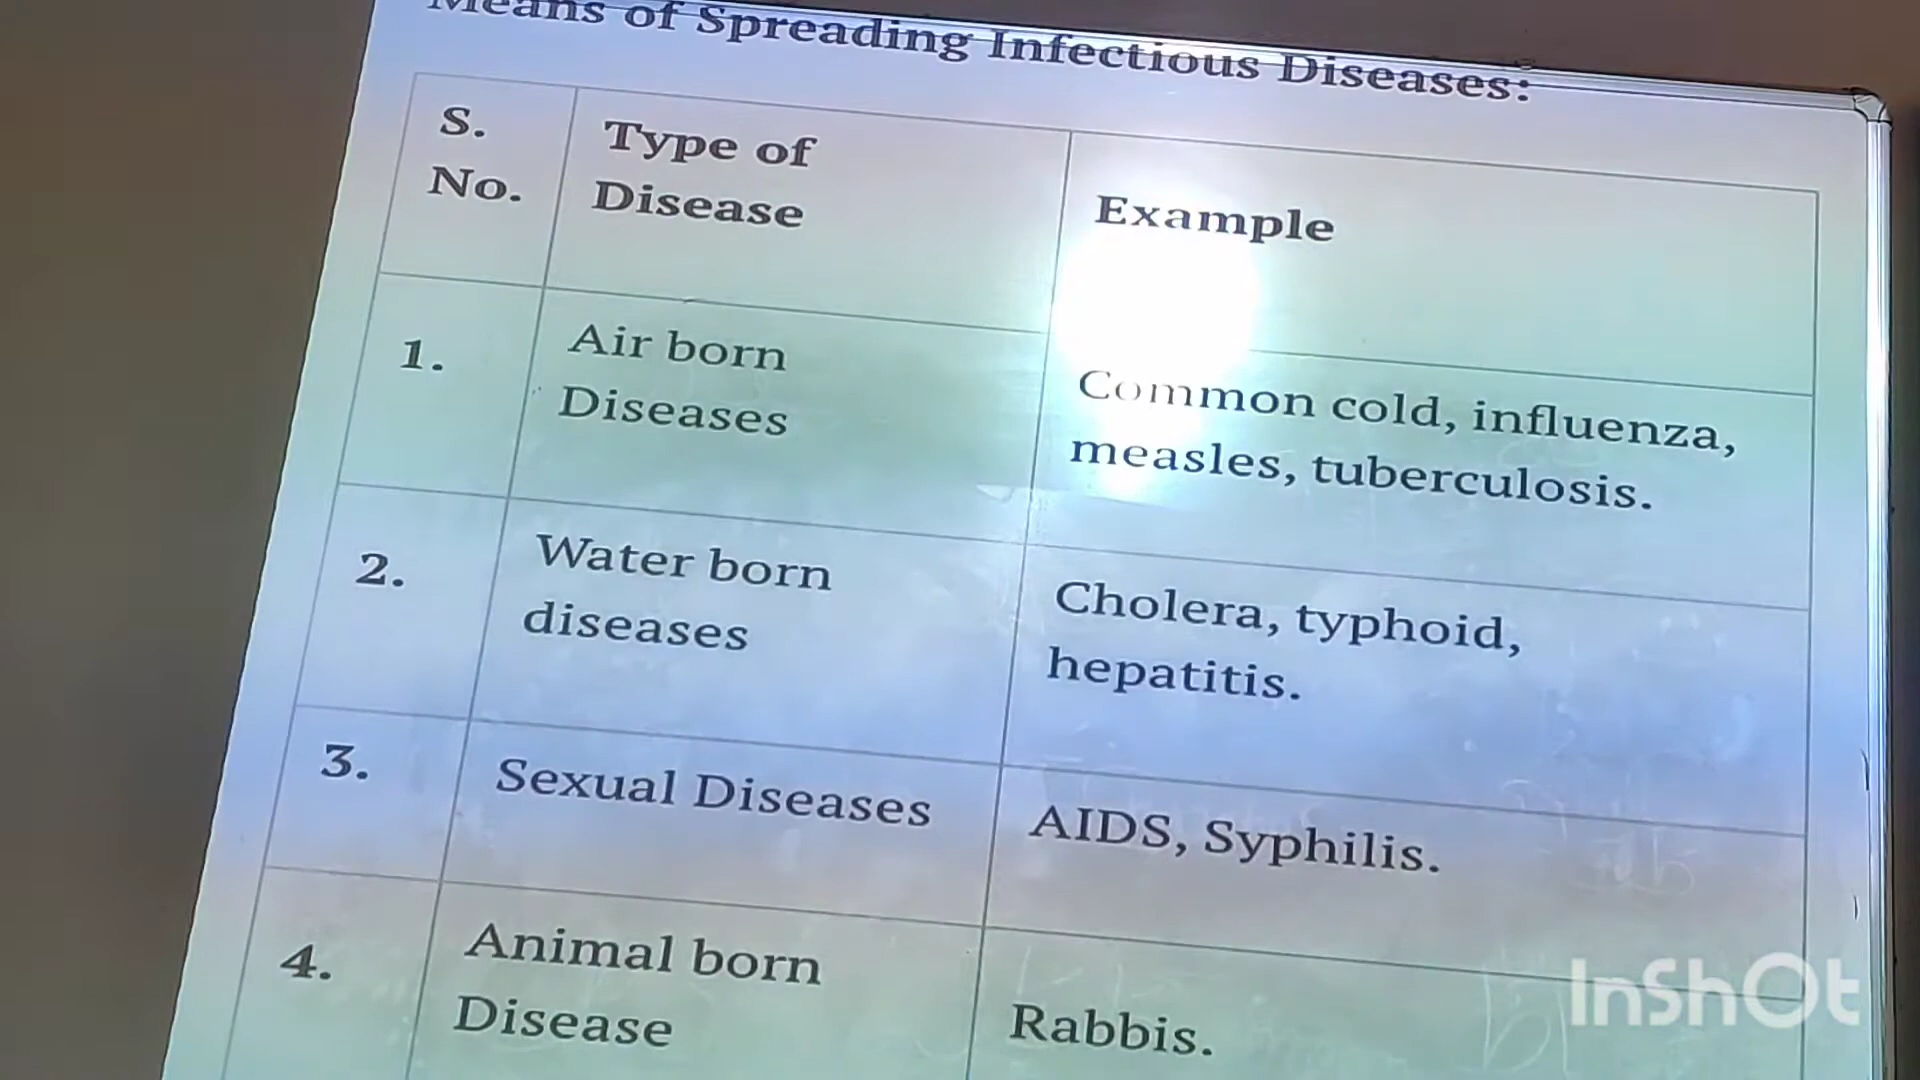 Means of Spreading Infectious Diseases:
S.
No.
Type of
Disease
Example
1.
Air born
Diseases
Common cold, influenza,
measles, tuberculosis.
2.
Water born
diseases
Cholera, typhoid,
hepatitis.
3.
Sexual Diseases
AIDS, Syphilis.
4.
Animal born
Disease
Rabbis.
InShOt